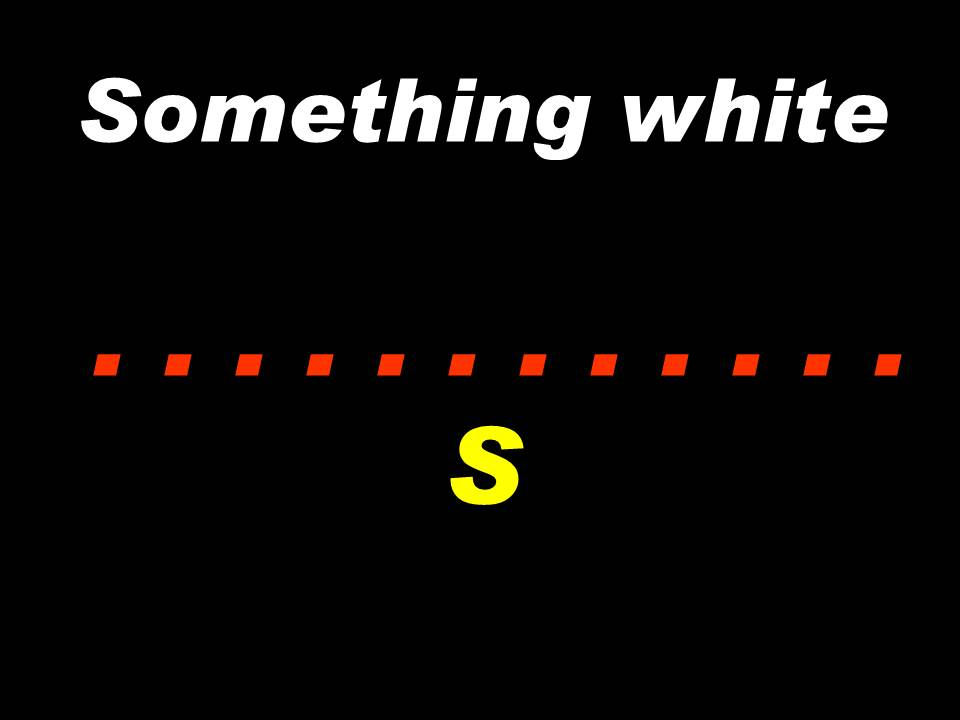 Something white
. . . . . . . . . . . .
S